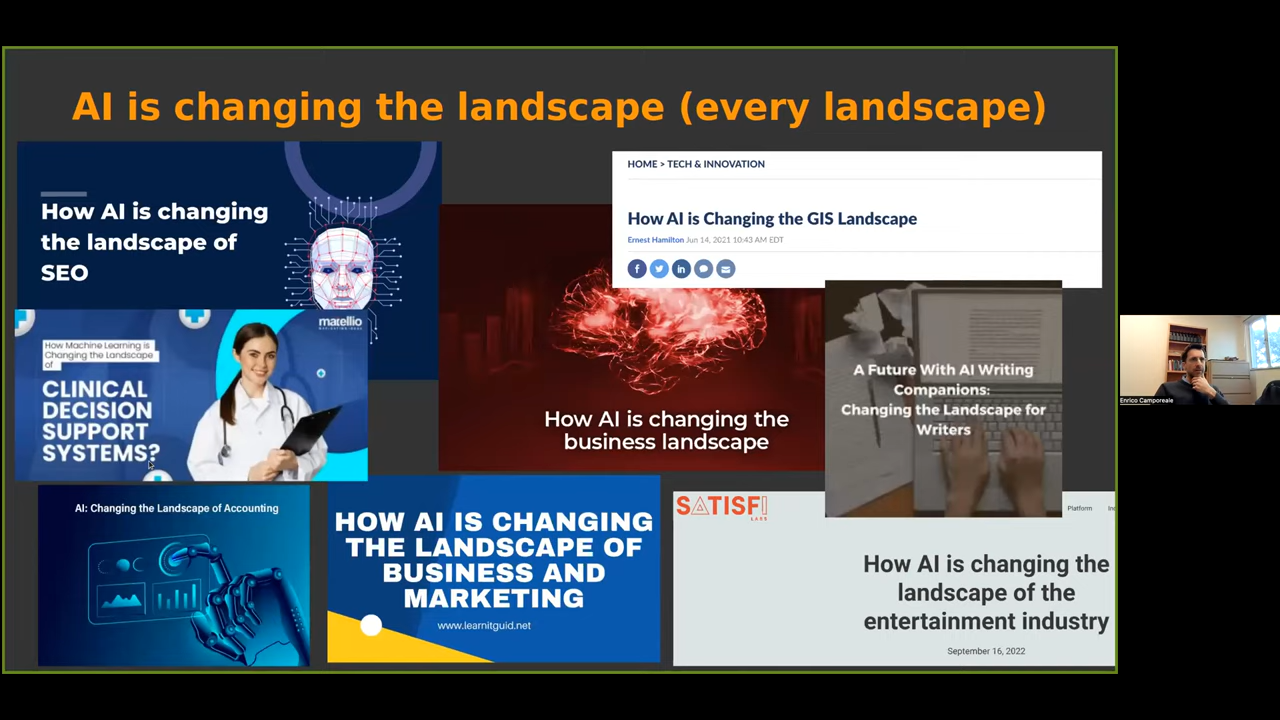 AI is changing the landscape (every landscape)
How AI is changing
the landscape of
SEO
HOME > TECH & INNOVATION
How AI is Changing the GIS Landscape
Ernest Hamilton Jun 14, 2021 10:43 AM EDT
matellio
How Machine Learning is
Changing the Landscape
of
CLINICAL
DECISION
SUPPORT
SYSTEMS?
How AI is changing the
business landscape
A Future With AI Writing
Companions:
Changing the Landscape for
Writers
AI: Changing the Landscape of Accounting
HOW AI IS CHANGING
THE LANDSCAPE OF
BUSINESS AND
MARKETING
www.learnitguid.net
SATISFI
LABS
Platform
How AI is changing the
landscape of the
entertainment industry
September 16, 2022
Enrico Camporeale